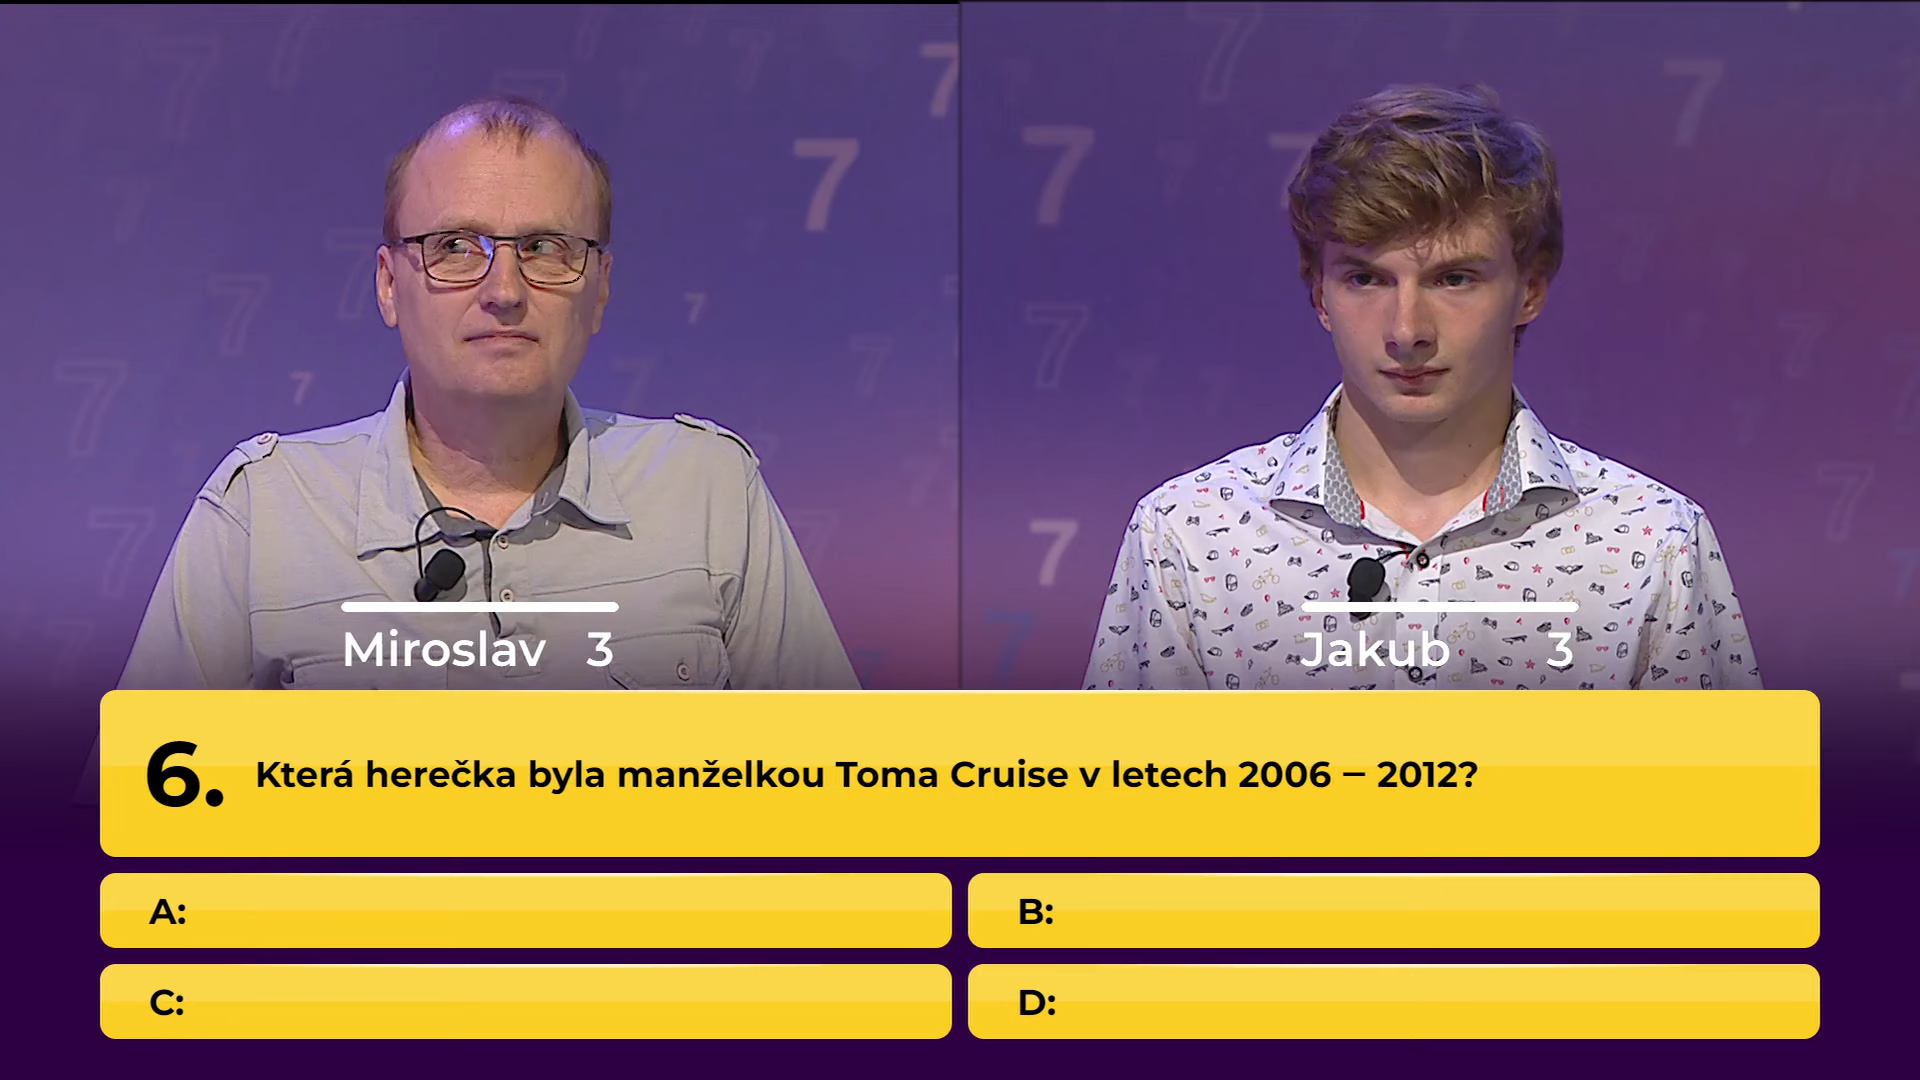 Miroslav 3
Jakub 3
6. Která herečka byla manželkou Toma Cruise v letech 2006 – 2012?
A:
B:
C:
D: